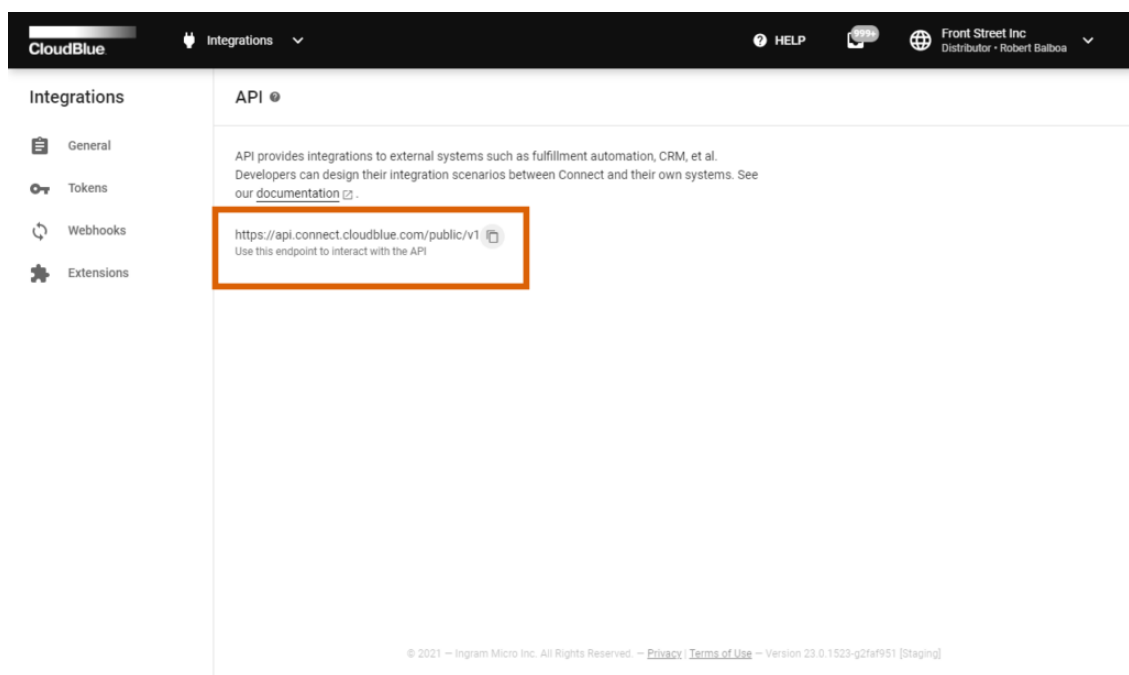 CloudBlue
Integrations
HELP
999+
Front Street Inc
Distributor • Robert Balboa
Integrations
General
Tokens
Webhooks
Extensions
API
API provides integrations to external systems such as fulfillment automation, CRM, et al.
Developers can design their integration scenarios between Connect and their own systems. See
our documentation .
https://api.connect.cloudblue.com/public/v1
Use this endpoint to interact with the API
© 2021 — Ingram Micro Inc. All Rights Reserved. — Privacy | Terms of Use — Version 23.0.1523-g2faf951 [Staging]